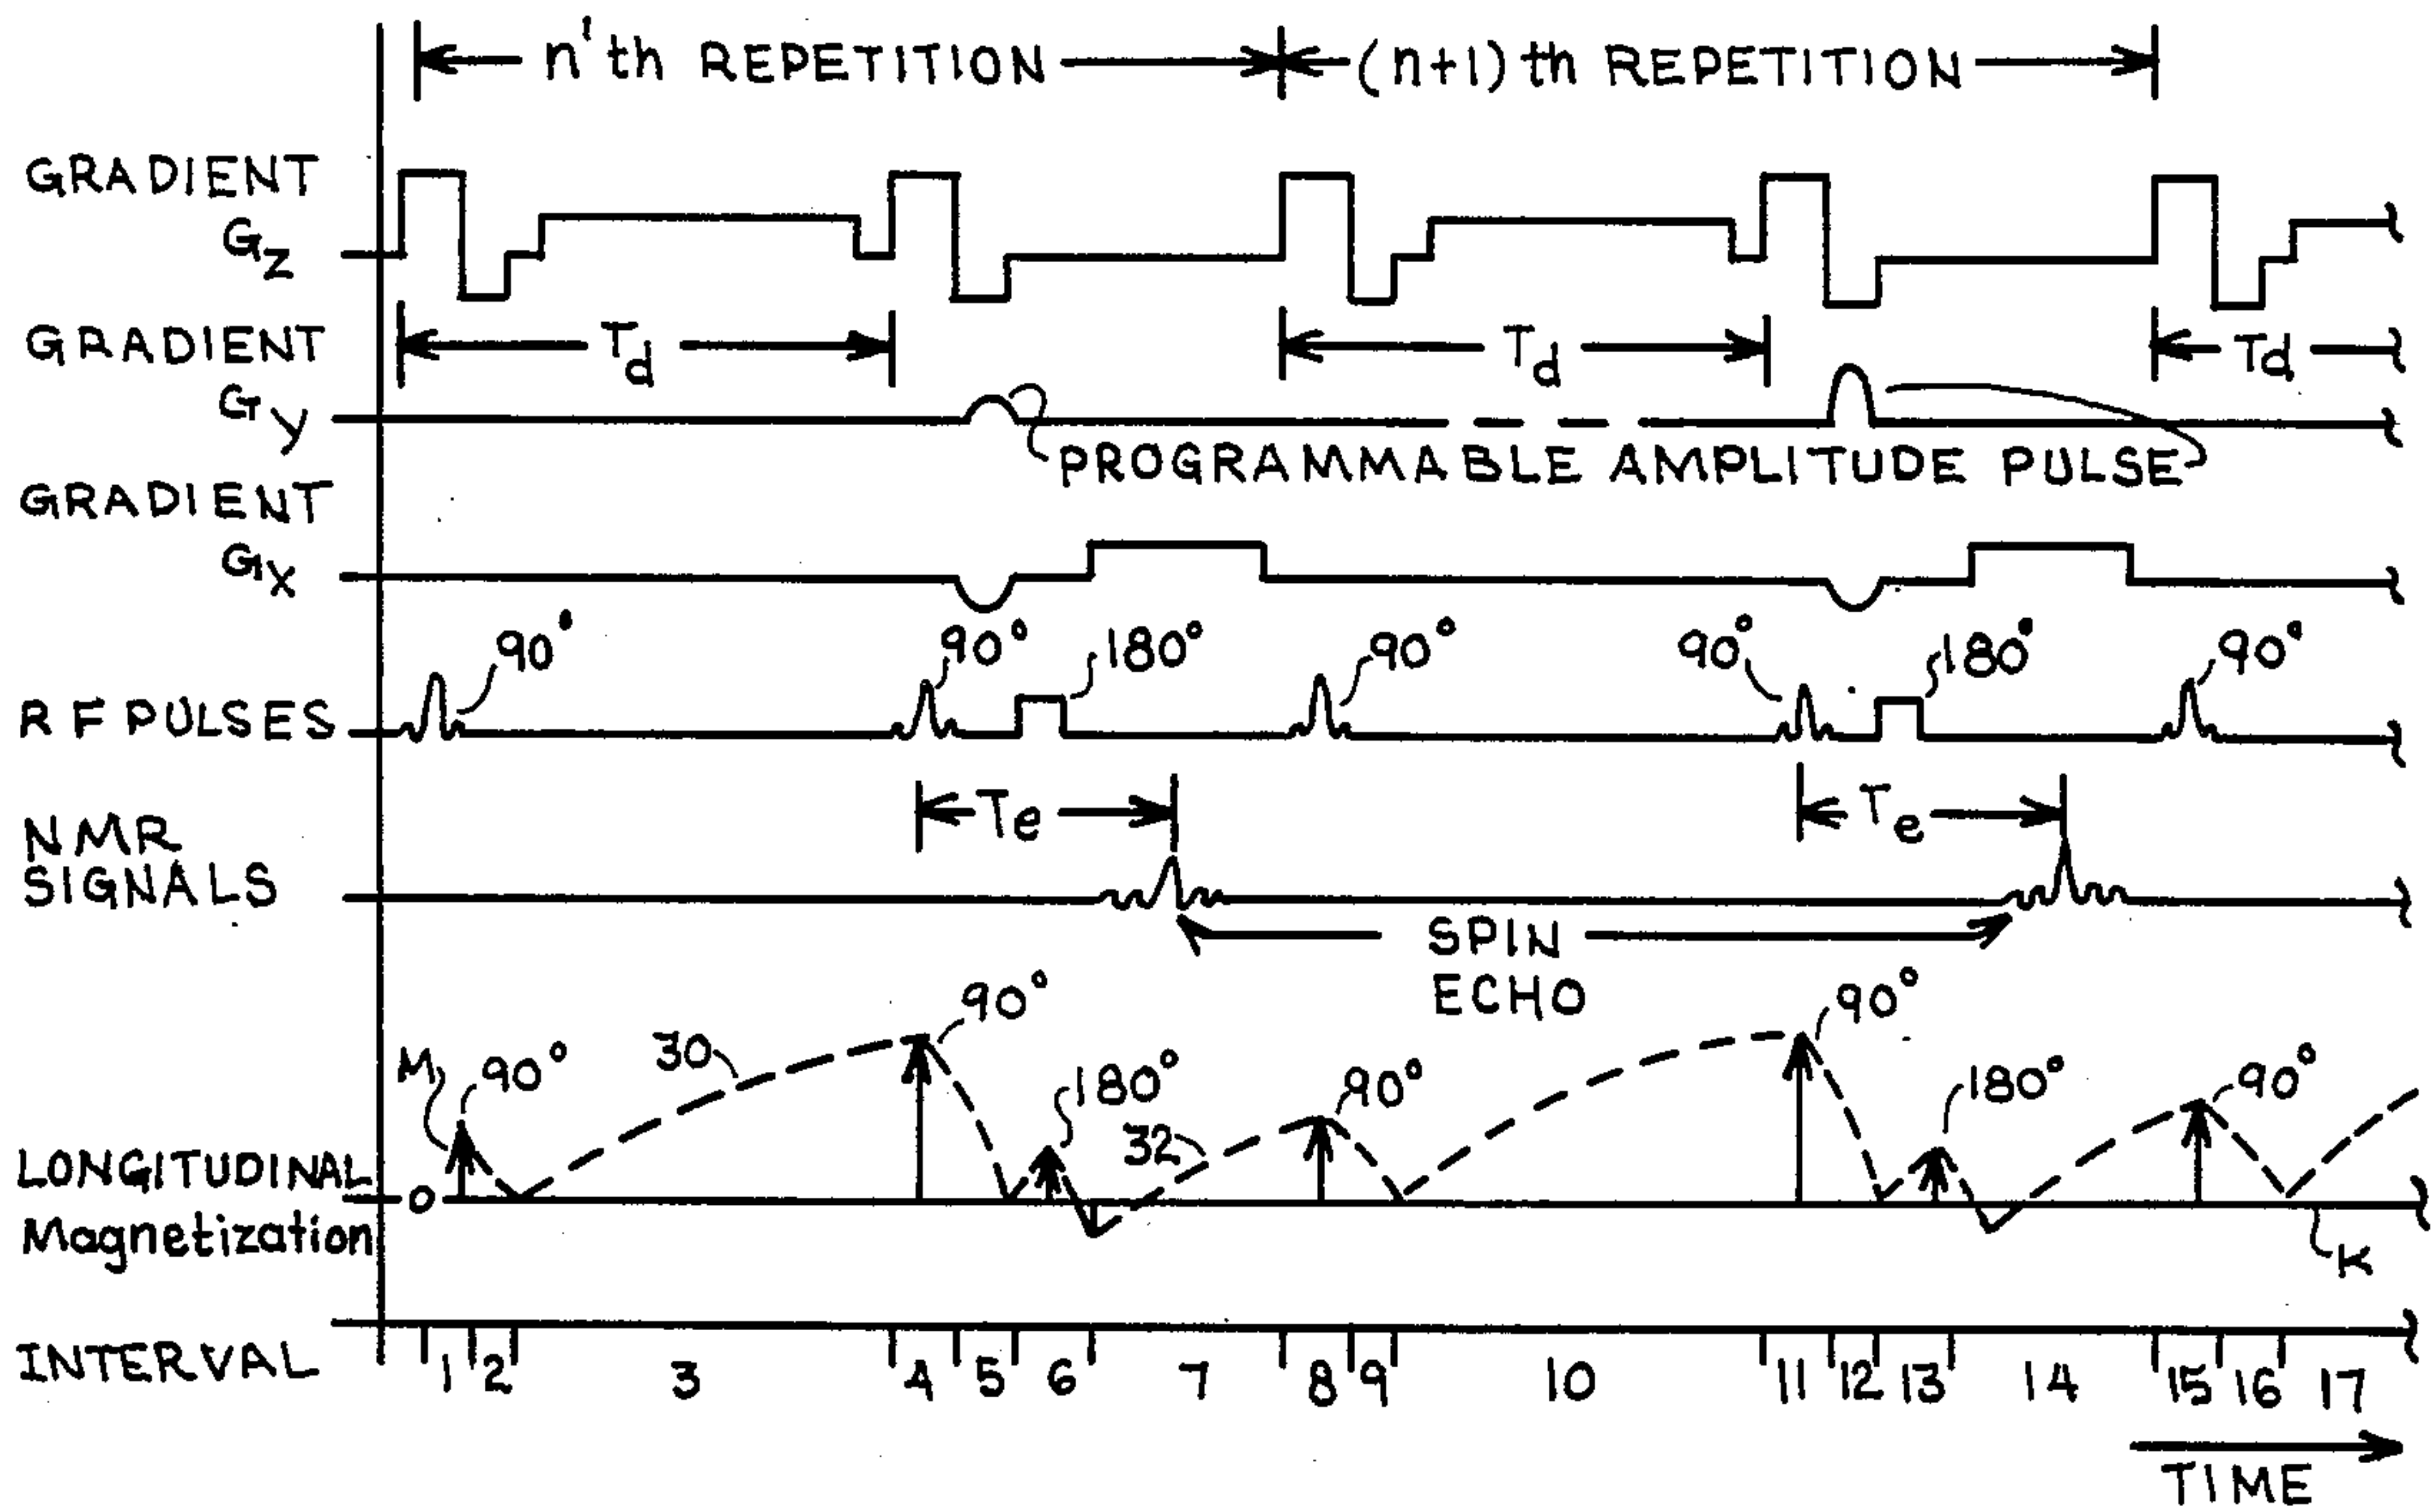 n'th REPETITION (n+1)th REPETITION
GRADIENT
Gz
GRADIENT Td Td Td
Gy
PROGRAMMABLE AMPLITUDE PULSE
GRADIENT
Gx
90° 90° 180° 90° 90° 180° 90°
RF PULSES
Te Te
NMR
SIGNALS
SPIN
ECHO
M 90° 30 90° 180° 32 90° 90° 180° 90°
LONGITUDINAL 0
Magnetization K
INTERVAL 1 2 3 4 5 6 7 8 9 10 11 12 13 14 15 16 17
TIME